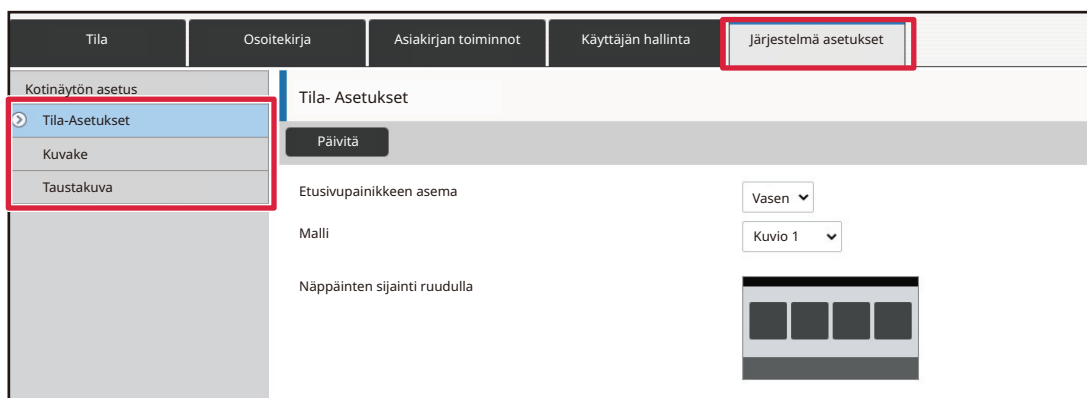 Tila
Osoitekirja
Asiakirjan toiminnot
Käyttäjän hallinta
Järjestelmä asetukset
Kotinäytön asetus
Tila-Asetukset
Kuvake
Taustakuva
Tila- Asetukset
Päivitä
Etusivupainikkeen asema
Vasen
Malli
Kuvio 1
Näppäinten sijainti ruudulla